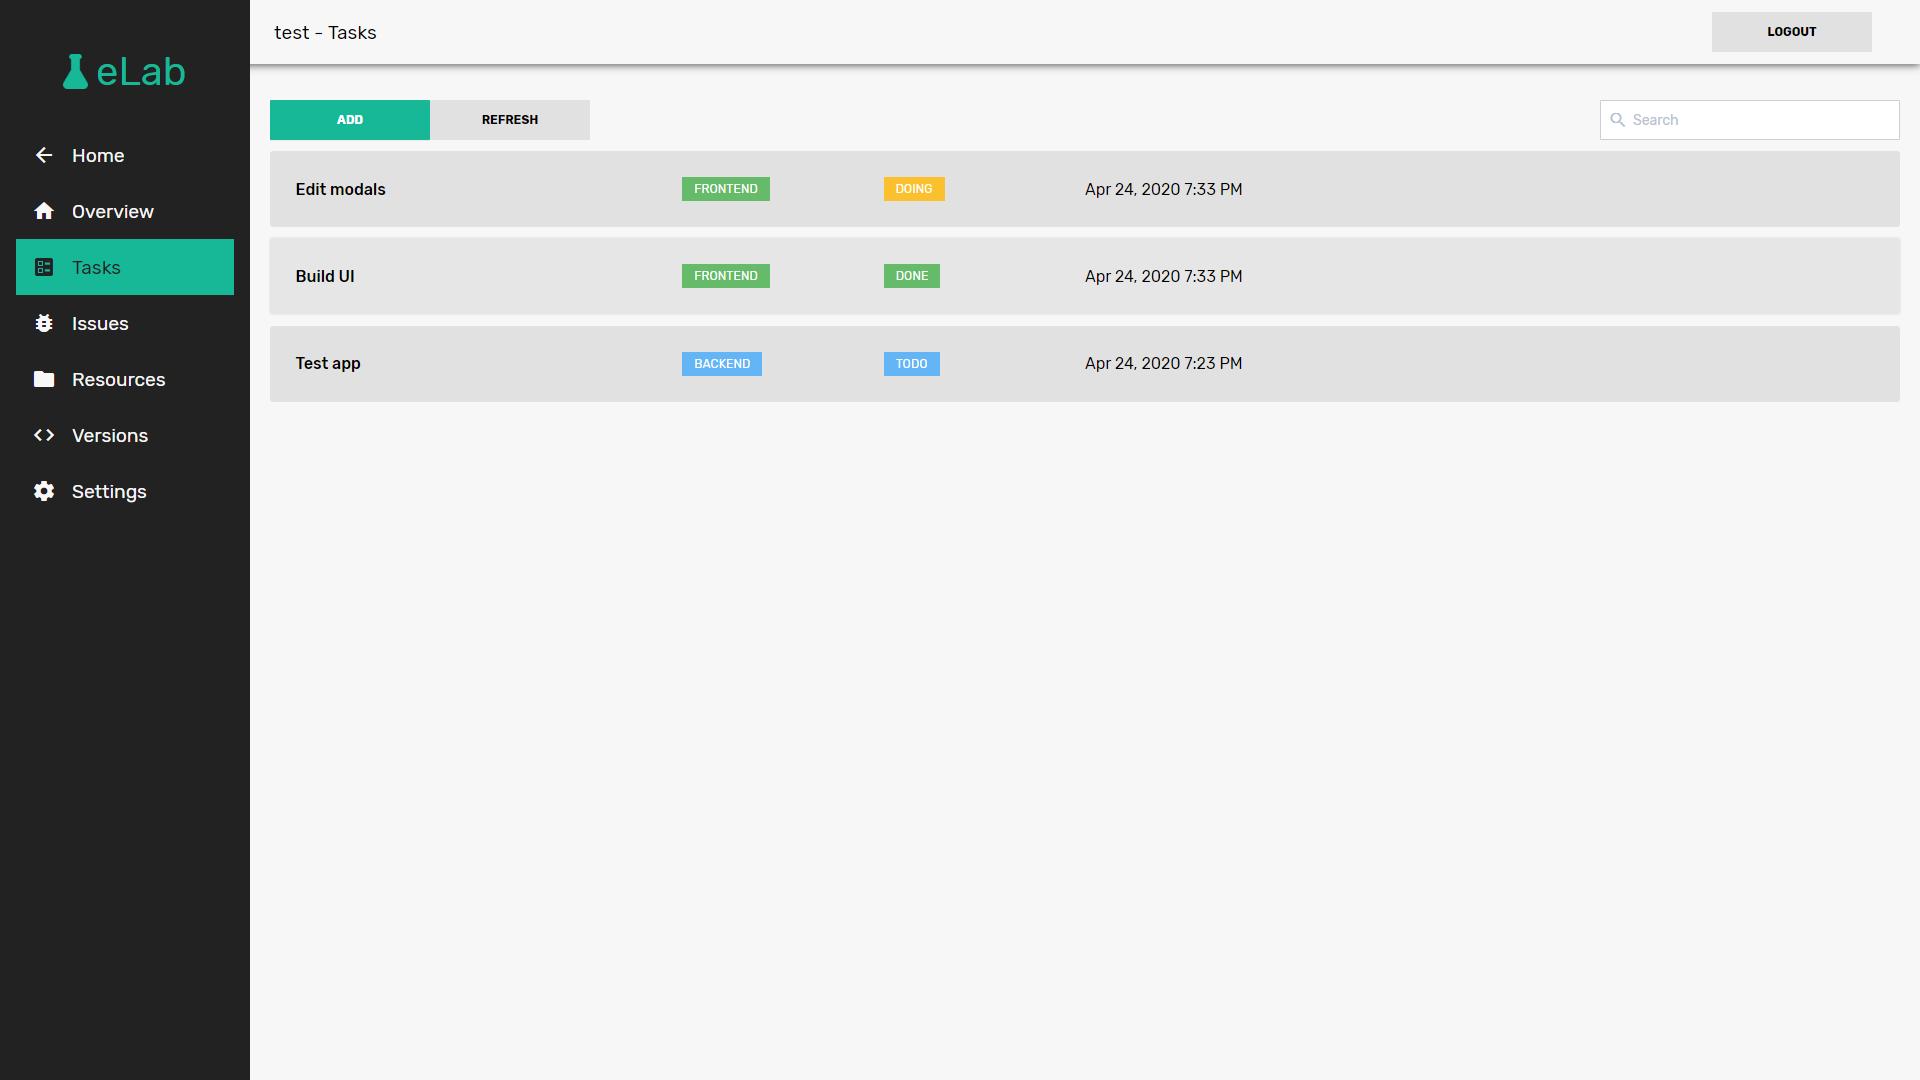 eLab
Home
Overview
Tasks
Issues
Resources
Versions
Settings
test - Tasks
LOGOUT
ADD REFRESH Search
Edit modals FRONTEND DOING Apr 24, 2020 7:33 PM
Build UI FRONTEND DONE Apr 24, 2020 7:33 PM
Test app BACKEND TODO Apr 24, 2020 7:23 PM